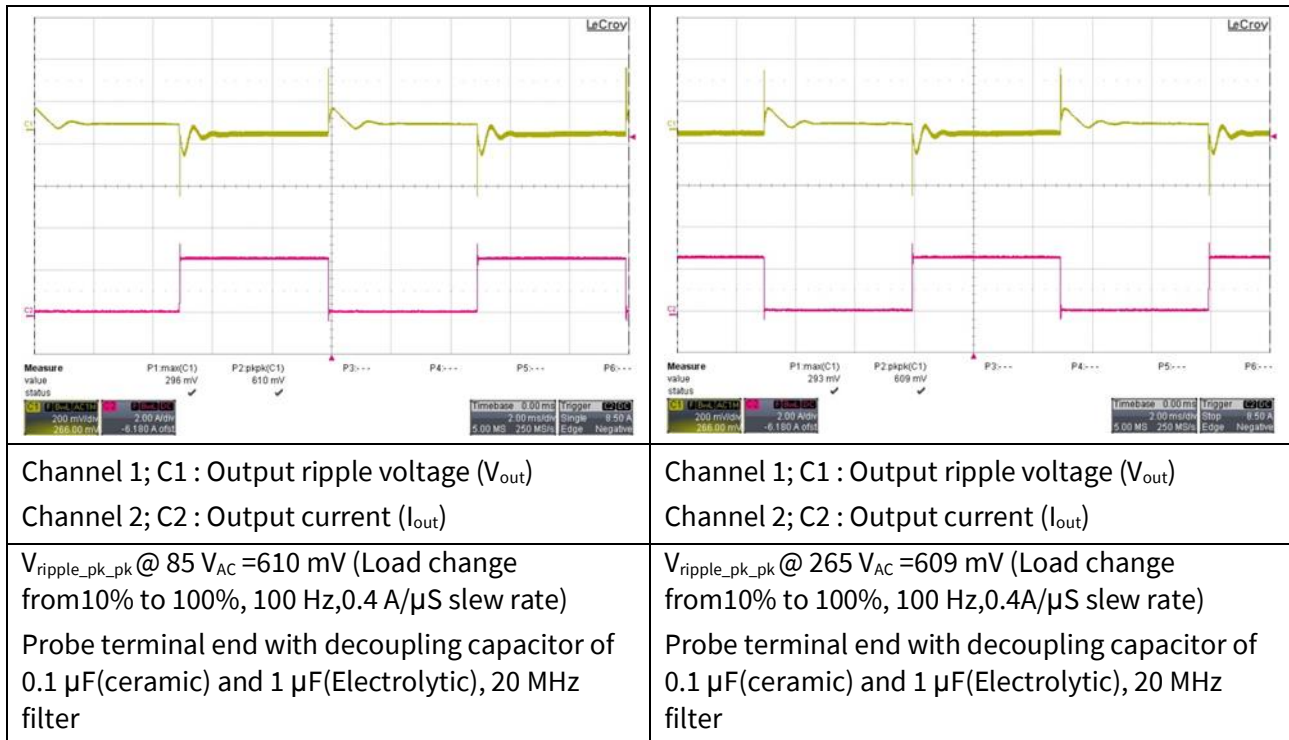 LeCroy
Measure P1:max(C1) P2:pkpk(C1) P3:--- P4:--- P5:--- P6:---
value 296 mV 610 mV
status
C1 200 mV/div 266.00 mV
2.00 A/div -6.180 A ofst
Timebase 0.00 ms Trigger C2 DC
2.00 ms/div Single 8.50 A
5.00 MS 250 MS/s Edge Negative
LeCroy
Measure P1:max(C1) P2:pkpk(C1) P3:--- P4:--- P5:--- P6:---
value 293 mV 609 mV
status
C1 200 mV/div 266.00 mV
2.00 A/div -6.180 A ofst
Timebase 0.00 ms Trigger C2 DC
2.00 ms/div Stop 8.50 A
5.00 MS 250 MS/s Edge Negative
Channel 1; C1 : Output ripple voltage (Vout)
Channel 2; C2 : Output current (Iout)
Channel 1; C1 : Output ripple voltage (Vout)
Channel 2; C2 : Output current (Iout)
Vripple_pk_pk @ 85 VAC =610 mV (Load change
from10% to 100%, 100 Hz,0.4 A/µS slew rate)
Probe terminal end with decoupling capacitor of
0.1 µF(ceramic) and 1 µF(Electrolytic), 20 MHz
filter
Vripple_pk_pk @ 265 VAC =609 mV (Load change
from10% to 100%, 100 Hz,0.4A/µS slew rate)
Probe terminal end with decoupling capacitor of
0.1 µF(ceramic) and 1 µF(Electrolytic), 20 MHz
filter